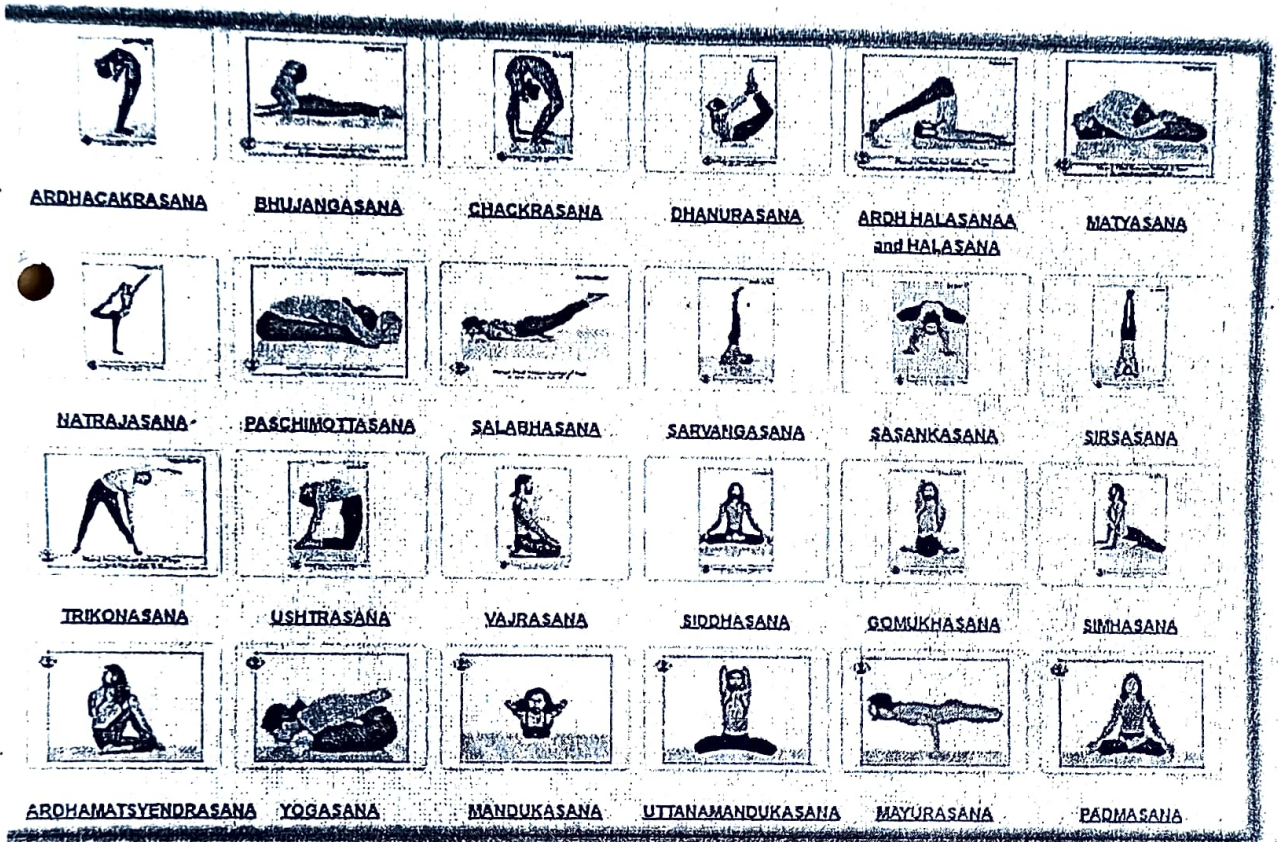 ARDHACAKRASANA
BHUJANGASANA
CHACKRASANA
DHANURASANA
ARDH HALASANAA
and HALASANA
MATYASANA
NATRAJASANA
PASCHIMOTTASANA
SALABHASANA
SARVANGASANA
SASANKASANA
SIRSASANA
TRIKONASANA
USHTRASANA
VAJRASANA
SIDDHASANA
GOMUKHASANA
SIMHASANA
ARDHAMATSYENDRASANA
YOGASANA
MANDUKASANA
UTTANAMANDUKASANA
MAYURASANA
PADMASANA